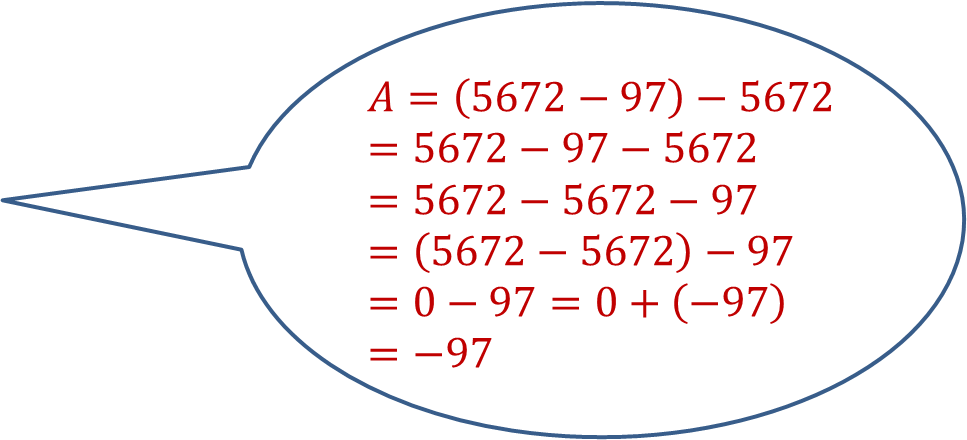 A = (5672 − 97) − 5672
= 5672 − 97 − 5672
= 5672 − 5672 − 97
= (5672 − 5672) − 97
= 0 − 97 = 0 + (−97)
= −97